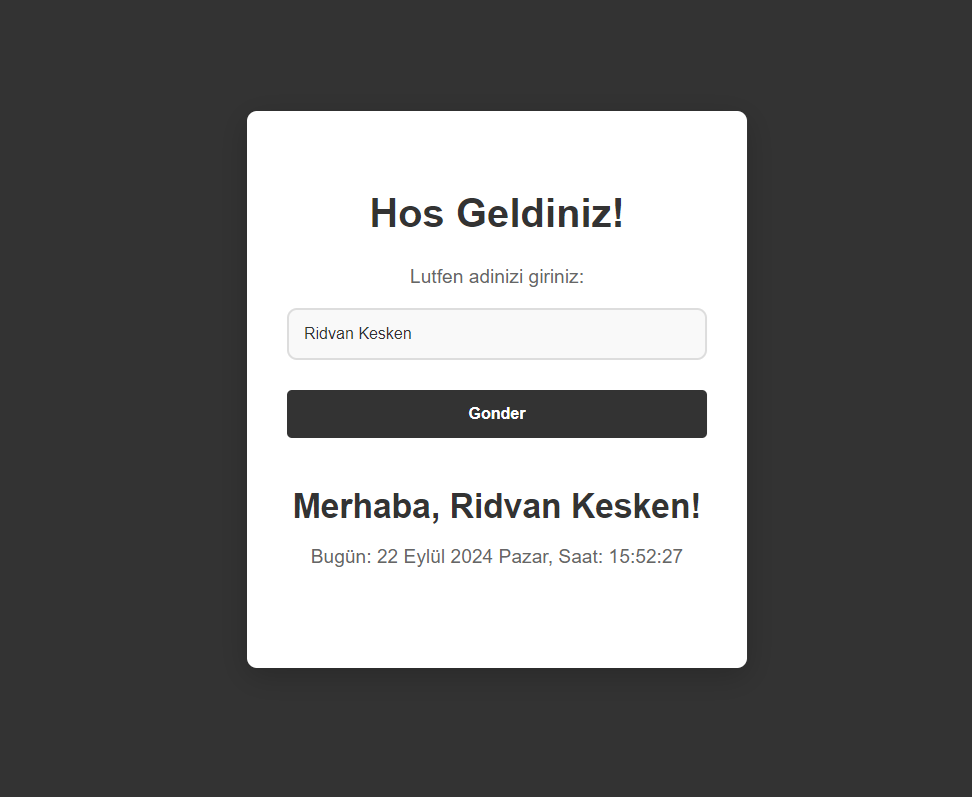 Hos Geldiniz!
Lutfen adinizi giriniz:
Ridvan Kesken
Gonder
Merhaba, Ridvan Kesken!
Bugün: 22 Eylül 2024 Pazar, Saat: 15:52:27